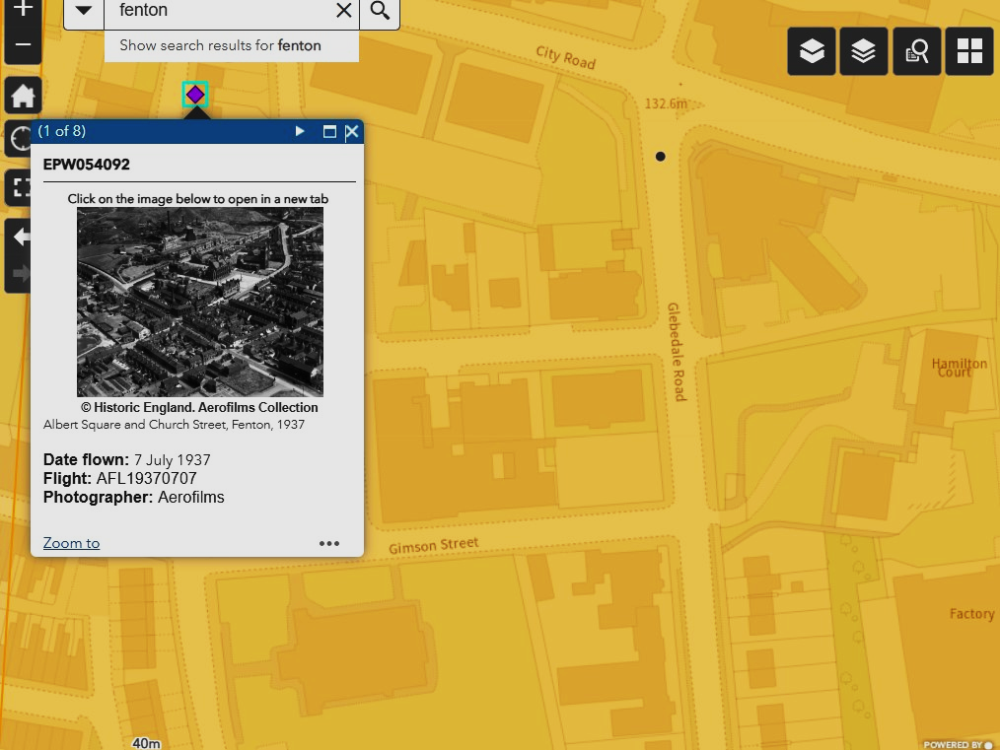 fenton
Show search results for fenton
City Road
132.6m
(1 of 8)
EPW054092
Click on the image below to open in a new tab
© Historic England. Aerofilms Collection
Albert Square and Church Street, Fenton, 1937
Date flown: 7 July 1937
Flight: AFL19370707
Photographer: Aerofilms
Zoom to
Glebedale Road
Hamilton
Court
Gimson Street
Factory
40m
POWERED BY